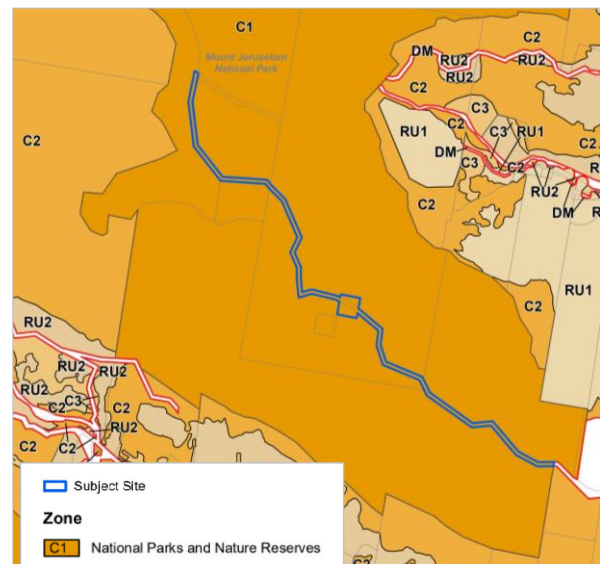 C1
Mount Jeruselum
National Park
C2
DM
RU2
RU2
RU2
C2
C2
RU1
C2
C3
C3
RU1
DM
C3
C2
C2
RU2
DM
C2
RU1
C2
RU2
RU2
RU2
RU2
C3
C2
C2
RU2
C2
C2
Subject Site
Zone
C1 National Parks and Nature Reserves